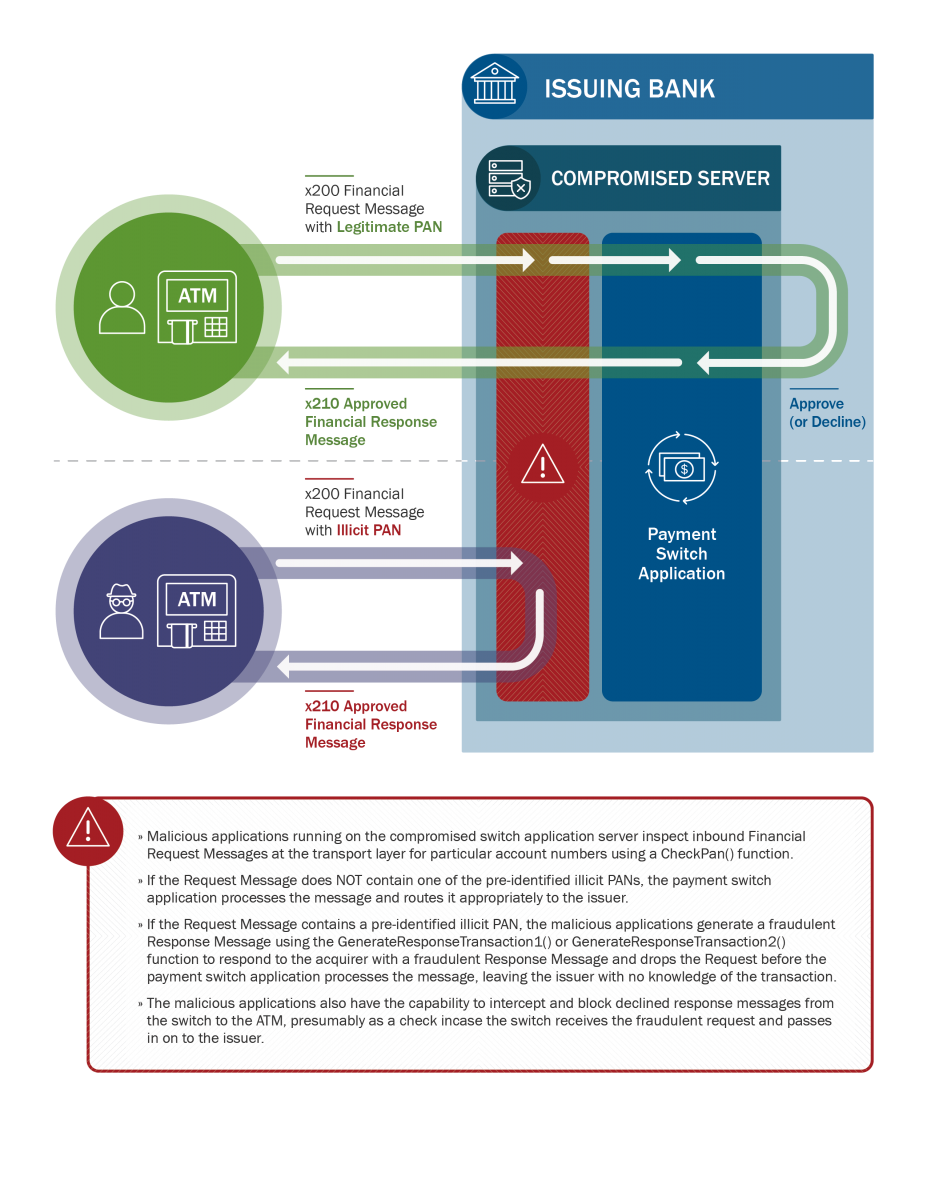 ISSUING BANK
COMPROMISED SERVER
x200 Financial
Request Message
with Legitimate PAN
ATM
x210 Approved
Financial Response
Message
Approve
(or Decline)
x200 Financial
Request Message
with Illicit PAN
$
Payment
Switch
Application
ATM
x210 Approved
Financial Response
Message
» Malicious applications running on the compromised switch application server inspect inbound Financial
Request Messages at the transport layer for particular account numbers using a CheckPan() function.
» If the Request Message does NOT contain one of the pre-identified illicit PANs, the payment switch
application processes the message and routes it appropriately to the issuer.
» If the Request Message contains a pre-identified illicit PAN, the malicious applications generate a fraudulent
Response Message using the GenerateResponseTransaction1() or GenerateResponseTransaction2()
function to respond to the acquirer with a fraudulent Response Message and drops the Request before the
payment switch application processes the message, leaving the issuer with no knowledge of the transaction.
» The malicious applications also have the capability to intercept and block declined response messages from
the switch to the ATM, presumably as a check incase the switch receives the fraudulent request and passes
in on to the issuer.